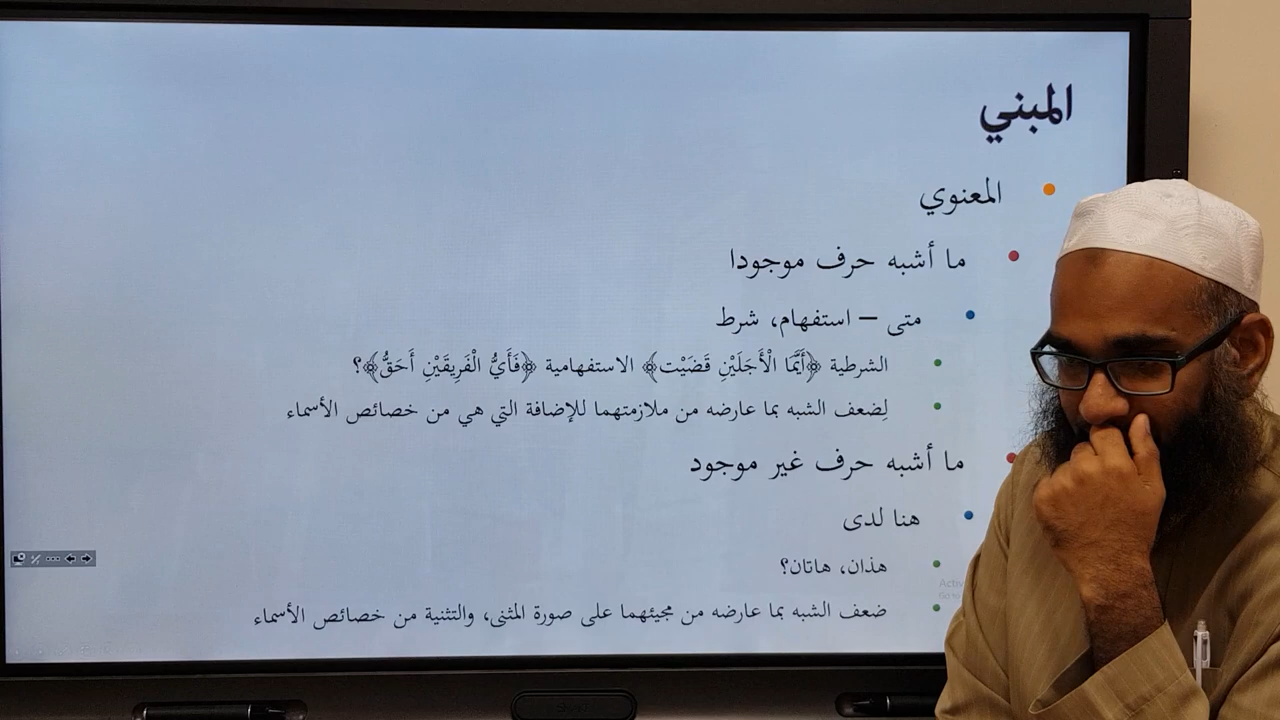 المبني
المعنوي
ما أشبه حرف موجودا
متى – استفهام، شرط
الشرطية ﴿أَيَّمَا الْأَجَلَيْنِ قَضَيْت﴾ الاستفهامية ﴿فَأَيُّ الْفَرِيقَيْنِ أَحَقُّ﴾؟
لِضعف الشبه بما عارضه من ملازمتهما للإضافة التي هي من خصائص الأسماء
ما أشبه حرف غير موجود
هنا لدى
هذان، هاتان؟
ضعف الشبه بما عارضه من مجيئهما على صورة المثنى، والتثنية من خصائص الأسماء